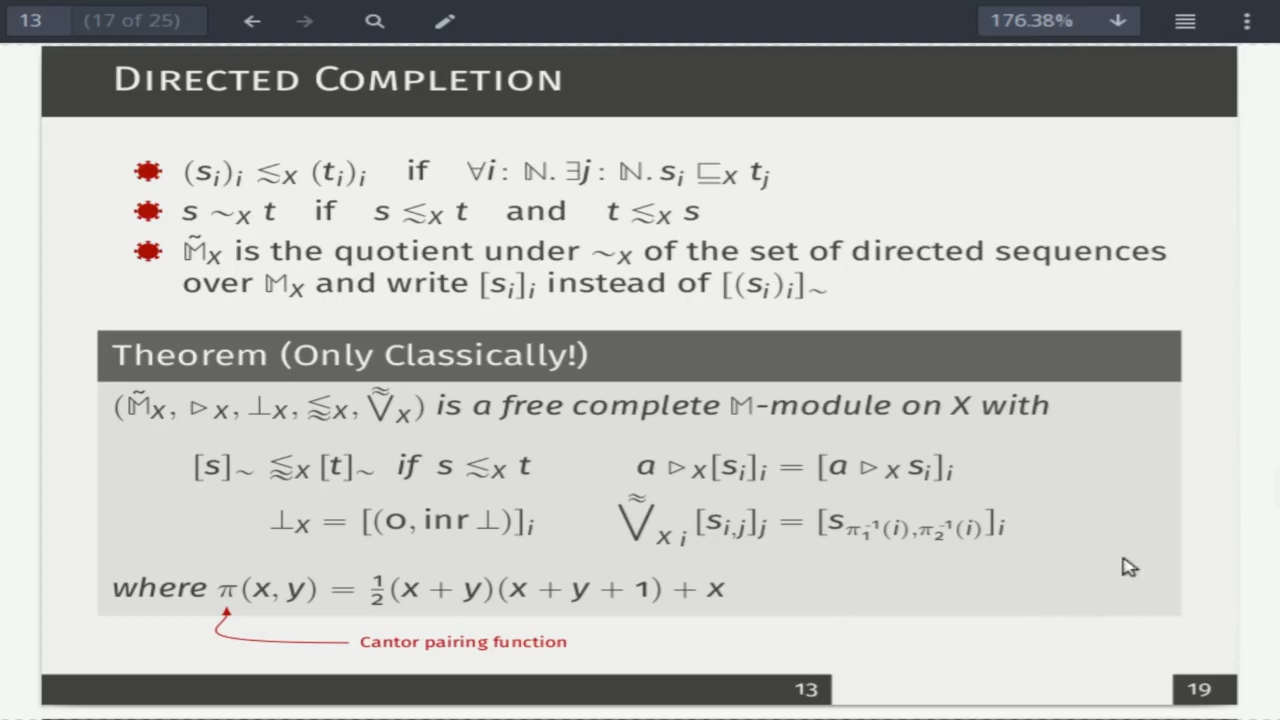 13 (17 of 25) 176.38%
DIRECTED COMPLETION
(sᵢ)ᵢ ≲_X (tᵢ)ᵢ if ∀i: ℕ. ∃j: ℕ. sᵢ ⊑_X tⱼ
s ∼_X t if s ≲_X t and t ≲_X s
M̃_X is the quotient under ∼_X of the set of directed sequences
over 𝕄_X and write [sᵢ]ᵢ instead of [(sᵢ)ᵢ]∼
Theorem (Only Classically!)
(M̃_X, ▷_X, ⊥_X, ⪅_X, ⋁̃̃_X) is a free complete 𝕄-module on X with
[s]∼ ⪅_X [t]∼ if s ≲_X t a ▷_X[sᵢ]ᵢ = [a ▷_X sᵢ]ᵢ
⊥_X = [(0, inr ⊥)]ᵢ ⋁̃̃_{X i} [s_{i,j}]ⱼ = [s_{π₁⁻¹(i),π₂⁻¹(i)}]ᵢ
where π(x, y) = ½(x + y)(x + y + 1) + x
Cantor pairing function
13 19